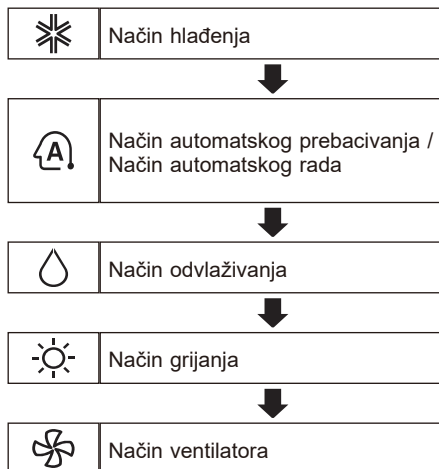 Način hlađenja
A
Način automatskog prebacivanja /
Način automatskog rada
Način odvlaživanja
Način grijanja
Način ventilatora